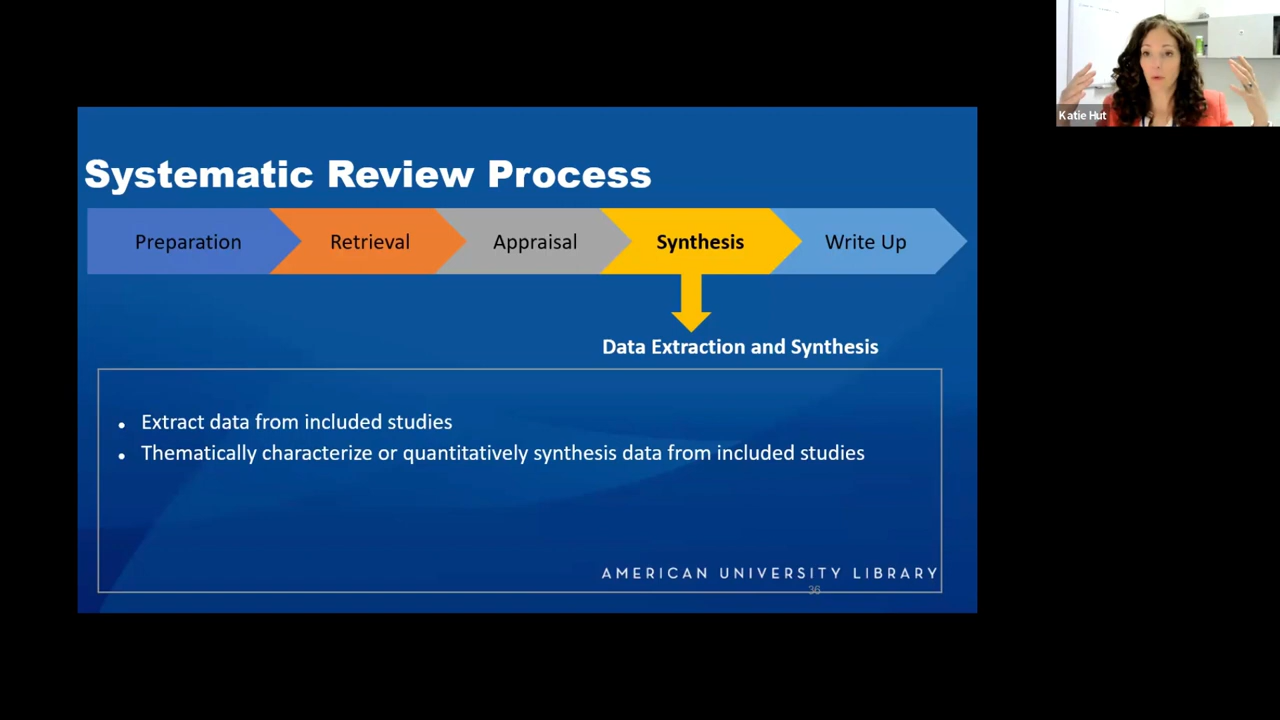 Katie Hut
Systematic Review Process
Preparation
Retrieval
Appraisal
Synthesis
Write Up
Data Extraction and Synthesis
• Extract data from included studies
• Thematically characterize or quantitatively synthesis data from included studies
AMERICAN UNIVERSITY LIBRARY
36